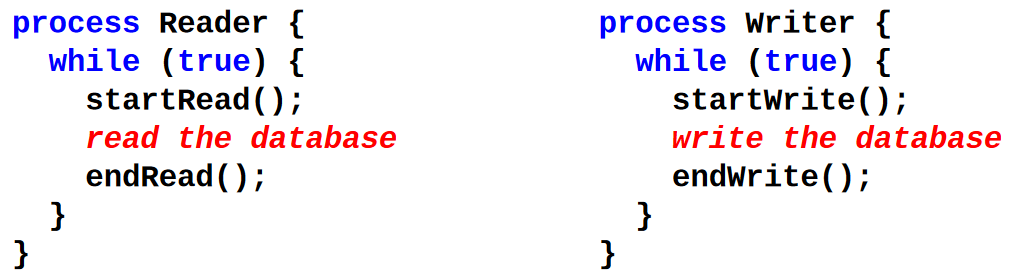 process Reader {
  while (true) {
    startRead();
    read the database
    endRead();
  }
}
process Writer {
  while (true) {
    startWrite();
    write the database
    endWrite();
  }
}